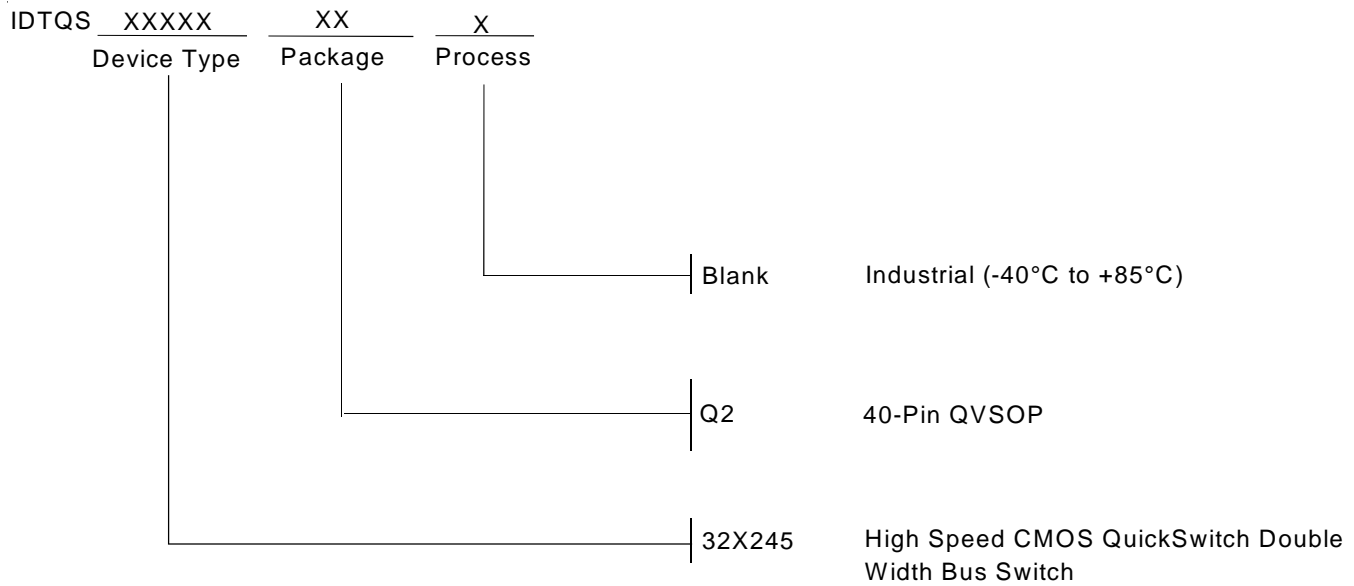 IDTQS XXXXX XX X
Device Type Package Process
Blank Industrial (-40°C to +85°C)
Q2 40-Pin QVSOP
32X245 High Speed CMOS QuickSwitch Double
Width Bus Switch